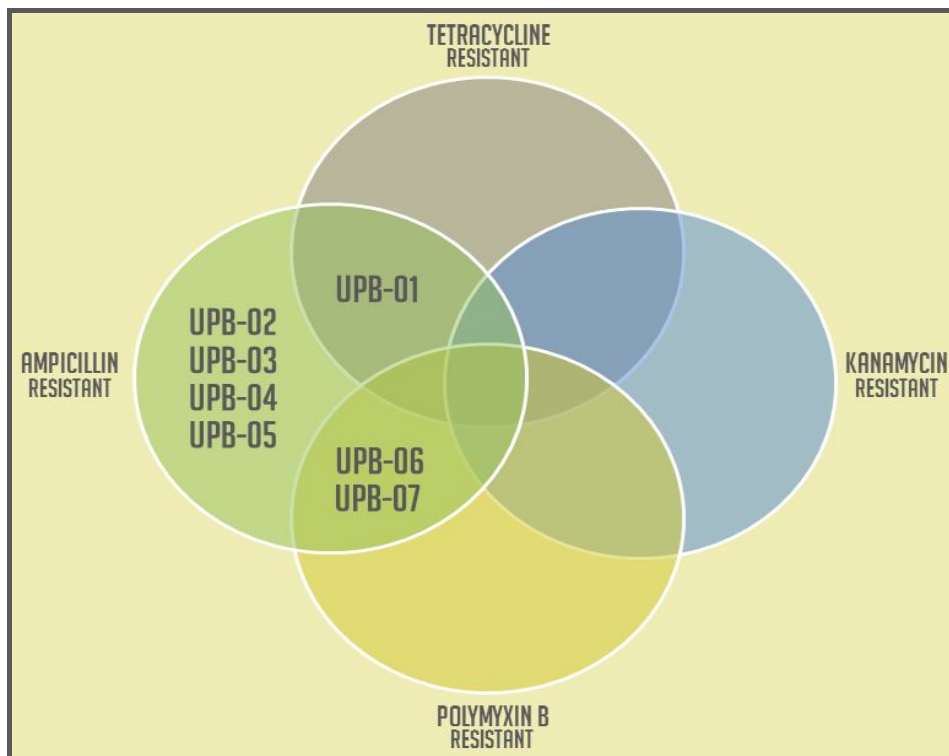 TETRACYCLINE
RESISTANT
UPB-01
UPB-02
UPB-03
UPB-04
UPB-05
AMPICILLIN
RESISTANT
KANAMYCIN
RESISTANT
UPB-06
UPB-07
POLYMYXIN B
RESISTANT